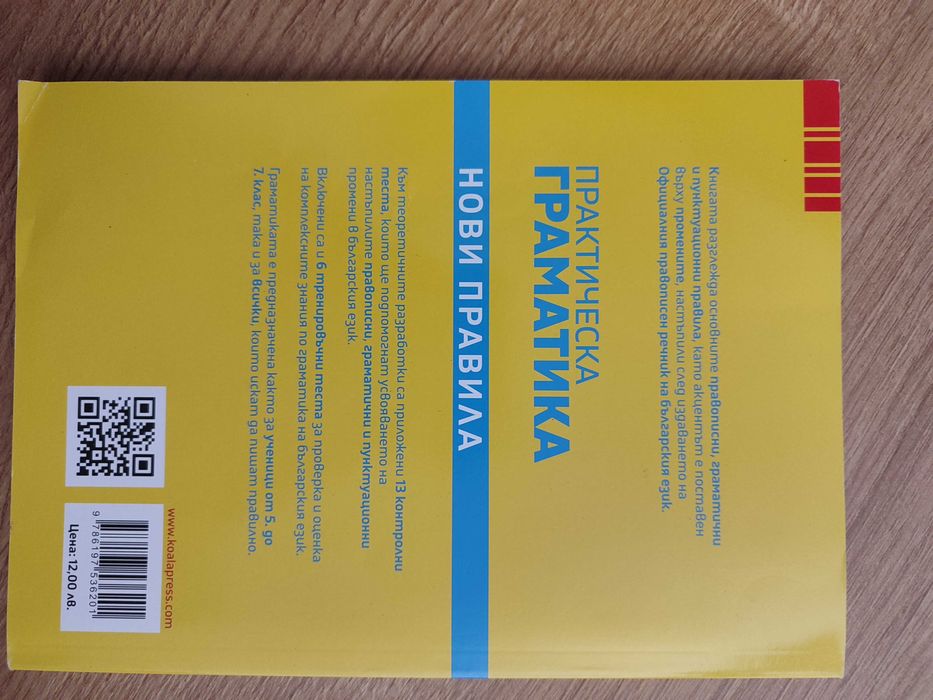 Книгата разглежда основните правописни, граматични
и пунктуационни правила, като акцентът е поставен
върху промените, настъпили след издаването на
Официалния правописен речник на българския език.
ПРАКТИЧЕСКА
ГРАМАТИКА
НОВИ ПРАВИЛА
Към теоретичните разработки са приложени 13 контролни
теста, които ще подпомогнат усвояването на
настъпилите правописни, граматични и пунктуационни
промени в българския език.
Включени са и 6 тренировъчни теста за проверка и оценка
на комплексните знания по граматика на българския език.
Граматиката е предназначена както за ученици от 5. до
7. клас, така и за всички, които искат да пишат правилно.
www.koalapress.com
9 786197 536201
Цена: 12,00 лв.